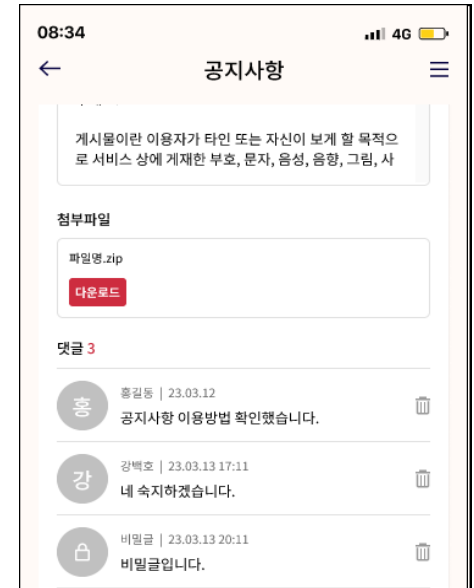 08:34
4G
공지사항
게시물이란 이용자가 타인 또는 자신이 보게 할 목적으
로 서비스 상에 게재한 부호, 문자, 음성, 음향, 그림, 사
첨부파일
파일명.zip
다운로드
댓글 3
홍
홍길동 | 23.03.12
공지사항 이용방법 확인했습니다.
강
강백호 | 23.03.13 17:11
네 숙지하겠습니다.
비밀글 | 23.03.13 20:11
비밀글입니다.